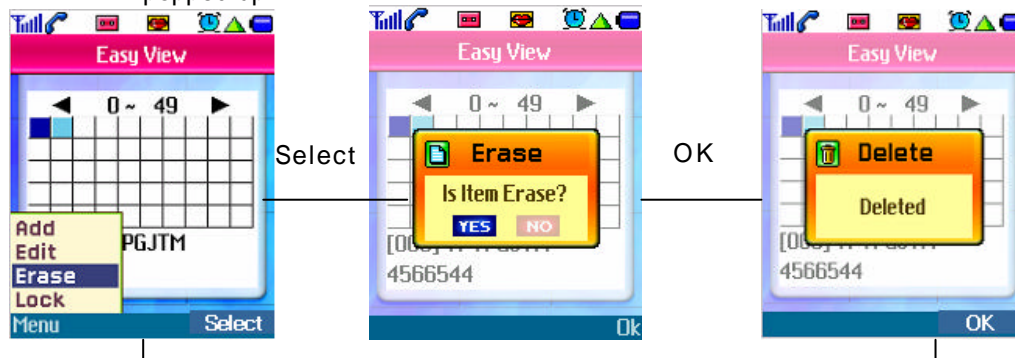 Easy View
0 ~ 49
PGJTM
Add
Edit
Erase
Lock
Menu Select
Select
Easy View
0 ~ 49
Erase
Is Item Erase?
YES NO
4566544
Ok
OK
Easy View
0 ~ 49
Delete
Deleted
4566544
OK